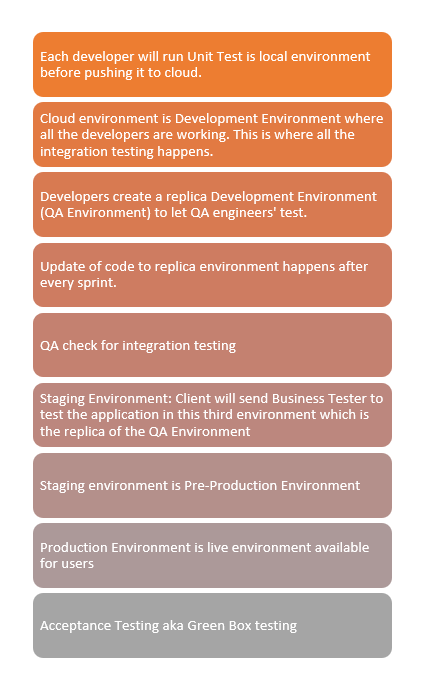 Each developer will run Unit Test is local environment
before pushing it to cloud.
Cloud environment is Development Environment where
all the developers are working. This is where all the
integration testing happens.
Developers create a replica Development Environment
(QA Environment) to let QA engineers' test.
Update of code to replica environment happens after
every sprint.
QA check for integration testing
Staging Environment: Client will send Business Tester to
test the application in this third environment which is
the replica of the QA Environment
Staging environment is Pre-Production Environment
Production Environment is live environment available
for users
Acceptance Testing aka Green Box testing